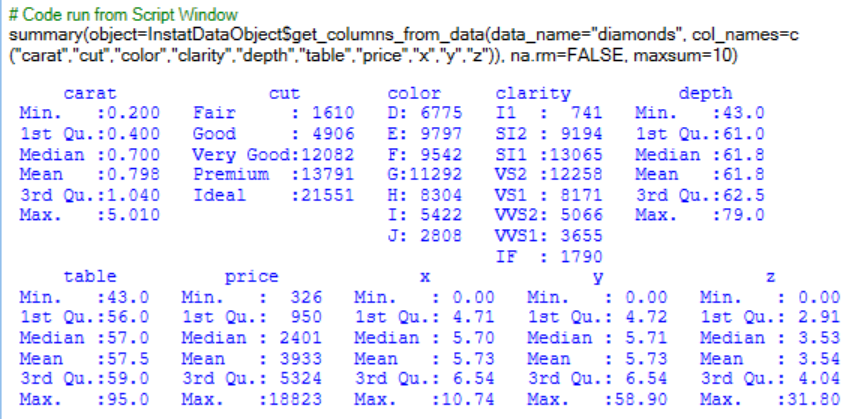 # Code run from Script Window
summary(object=InstatDataObject$get_columns_from_data(data_name="diamonds", col_names=c
("carat","cut","color","clarity","depth","table","price","x","y","z")), na.rm=FALSE, maxsum=10)
carat cut color clarity depth
Min. :0.200 Fair : 1610 D: 6775 I1 : 741 Min. :43.0
1st Qu.:0.400 Good : 4906 E: 9797 SI2 : 9194 1st Qu.:61.0
Median :0.700 Very Good:12082 F: 9542 SI1 :13065 Median :61.8
Mean :0.798 Premium :13791 G:11292 VS2 :12258 Mean :61.8
3rd Qu.:1.040 Ideal :21551 H: 8304 VS1 : 8171 3rd Qu.:62.5
Max. :5.010 I: 5422 VVS2: 5066 Max. :79.0
J: 2808 VVS1: 3655
IF : 1790
table price x y z
Min. :43.0 Min. : 326 Min. : 0.00 Min. : 0.00 Min. : 0.00
1st Qu.:56.0 1st Qu.: 950 1st Qu.: 4.71 1st Qu.: 4.72 1st Qu.: 2.91
Median :57.0 Median : 2401 Median : 5.70 Median : 5.71 Median : 3.53
Mean :57.5 Mean : 3933 Mean : 5.73 Mean : 5.73 Mean : 3.54
3rd Qu.:59.0 3rd Qu.: 5324 3rd Qu.: 6.54 3rd Qu.: 6.54 3rd Qu.: 4.04
Max. :95.0 Max. :18823 Max. :10.74 Max. :58.90 Max. :31.80